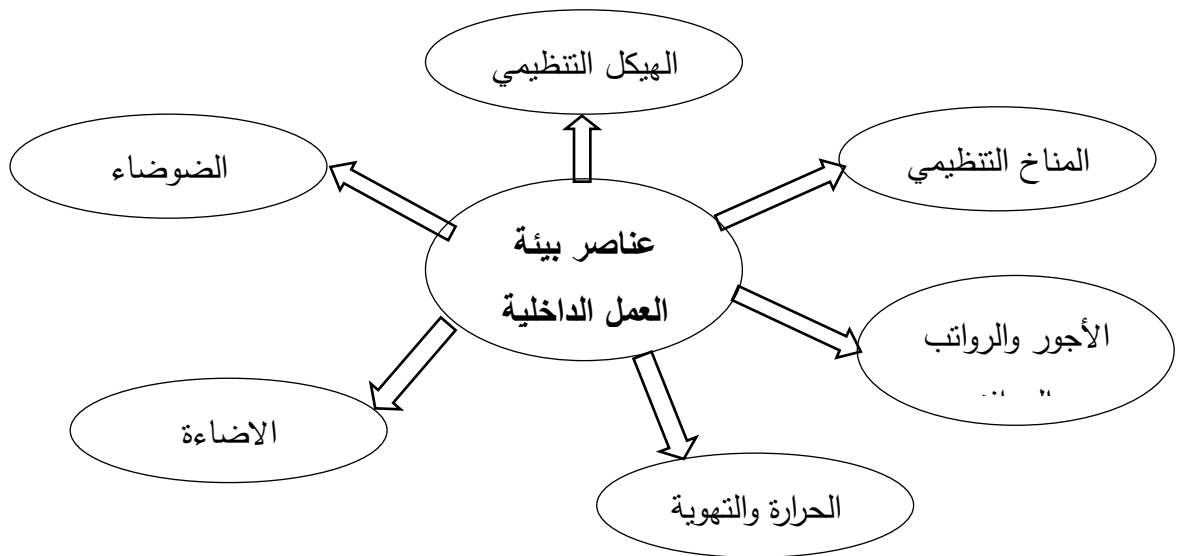 الهيكل التنظيمي
المناخ التنظيمي
الضوضاء
عناصر بيئة
العمل الداخلية
الأجور والرواتب
الاضاءة
الحرارة والتهوية